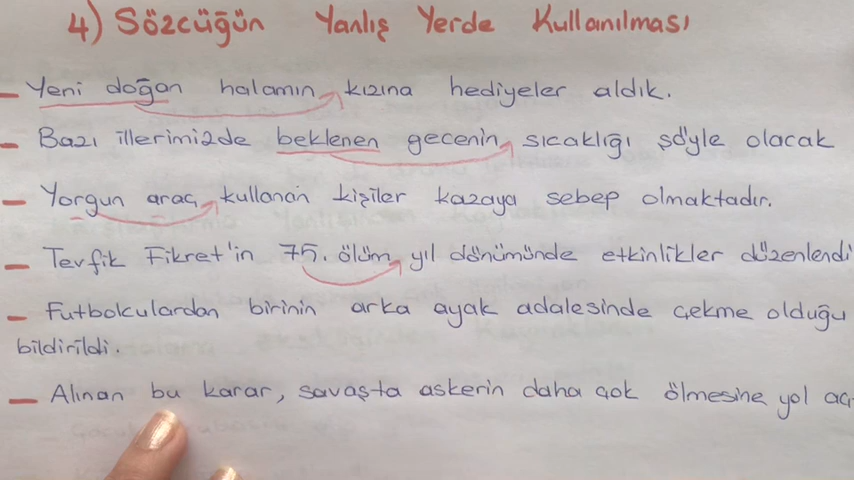 4) Sözcüğün Yanlış Yerde Kullanılması
– Yeni doğan halamın kızına hediyeler aldık.
– Bazı illerimizde beklenen gecenin sıcaklığı şöyle olacak
– Yorgun araç kullanan kişiler kazaya sebep olmaktadır.
– Tevfik Fikret'in 75. ölüm yıl dönümünde etkinlikler düzenlendi
– Futbolculardan birinin arka ayak adalesinde çekme olduğu
bildirildi.
– Alınan bu karar, savaşta askerin daha çok ölmesine yol aç